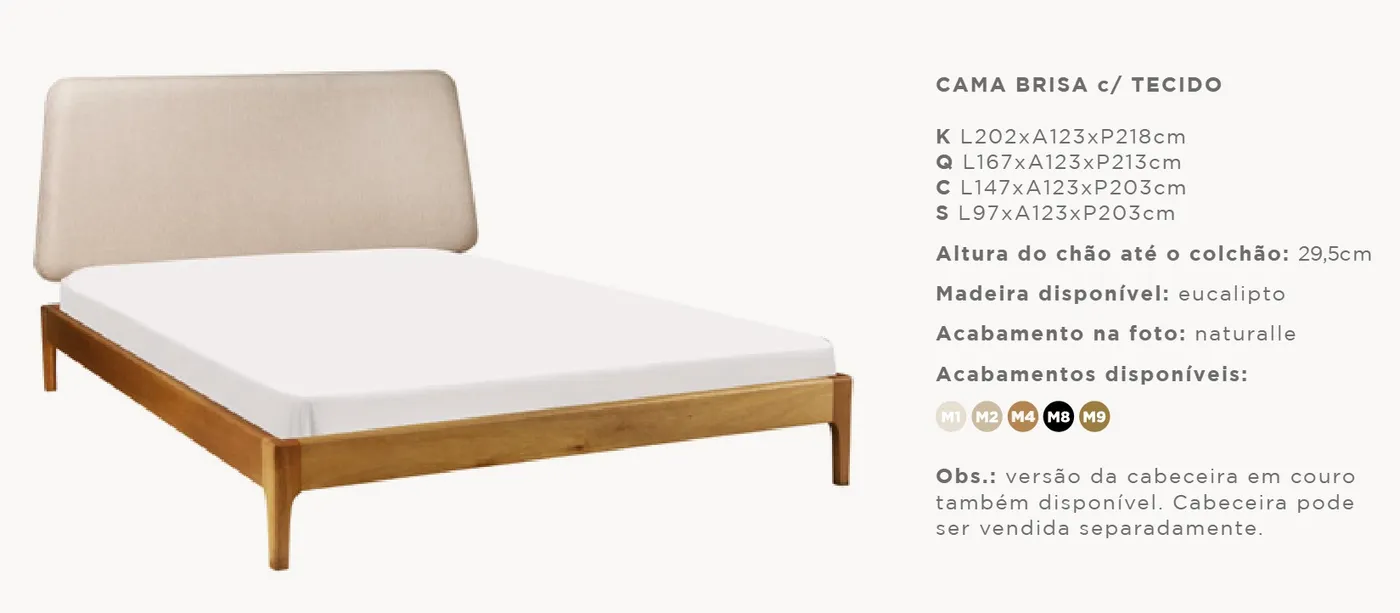 CAMA BRISA c/ TECIDO
K L202xA123xP218cm
Q L167xA123xP213cm
C L147xA123xP203cm
S L97xA123xP203cm
Altura do chão até o colchão: 29,5cm
Madeira disponível: eucalipto
Acabamento na foto: naturalle
Acabamentos disponíveis:
M1 M2 M4 M8 M9
Obs.: versão da cabeceira em couro
também disponível. Cabeceira pode
ser vendida separadamente.